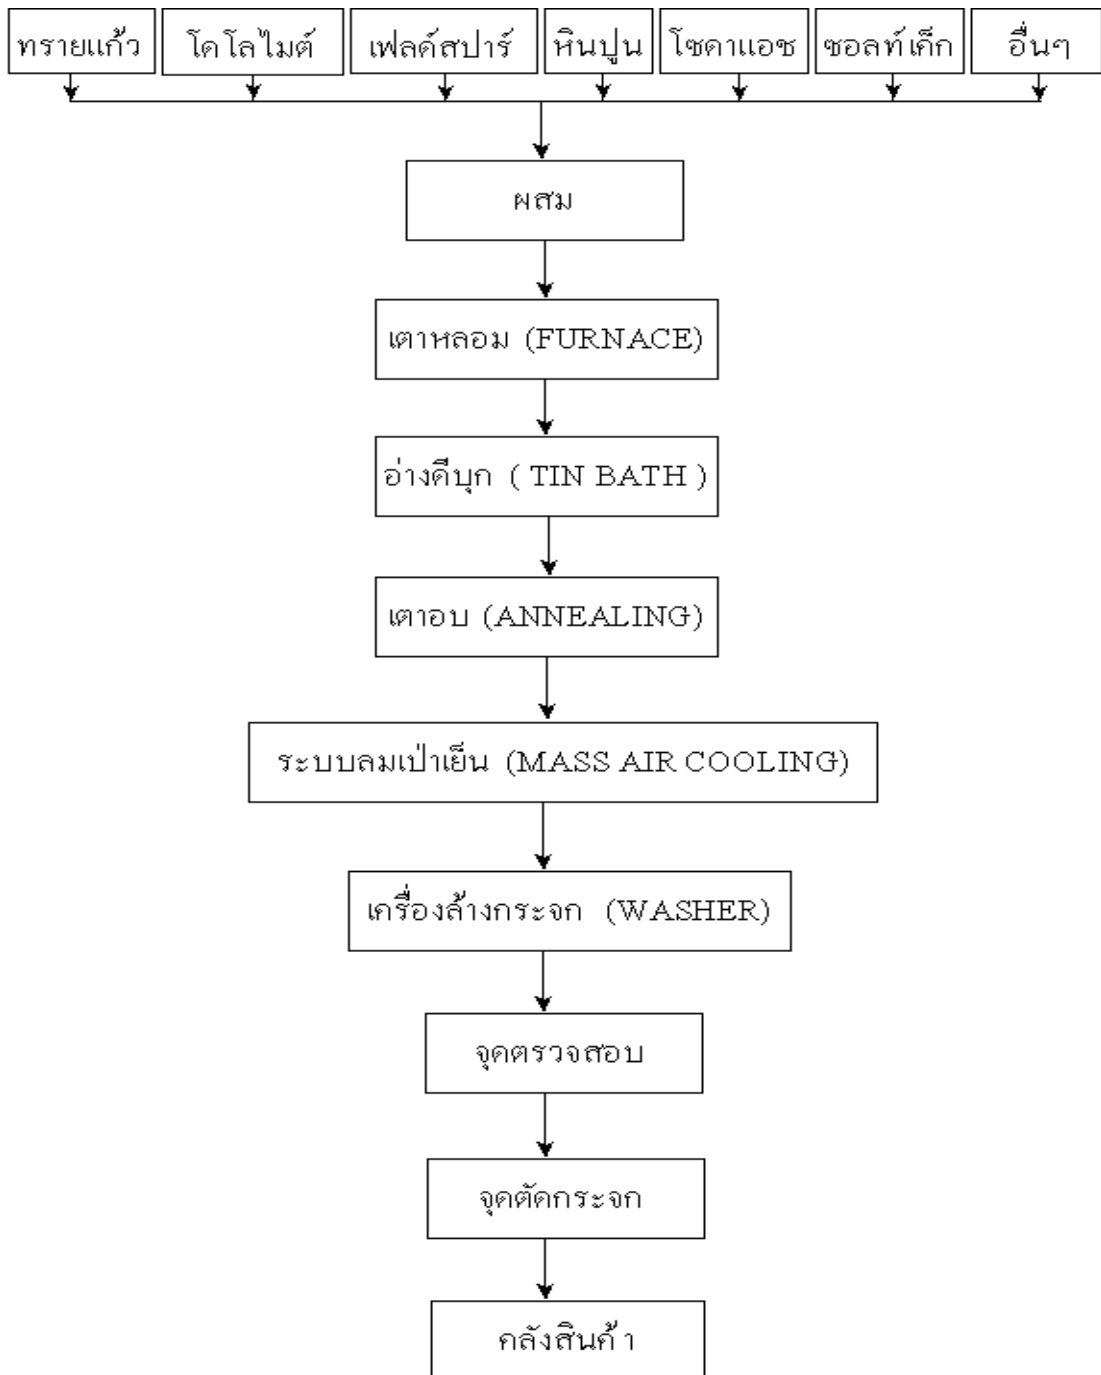 ทรายแก้ว โดโลไมต์ เฟลด์สปาร์ หินปูน โซดาแอช ซอลท์เค็ก อื่นๆ
ผสม
เตาหลอม (FURNACE)
อ่างดีบุก ( TIN BATH )
เตาอบ (ANNEALING)
ระบบลมเป่าเย็น (MASS AIR COOLING)
เครื่องล้างกระจก (WASHER)
จุดตรวจสอบ
จุดตัดกระจก
คลังสินค้า